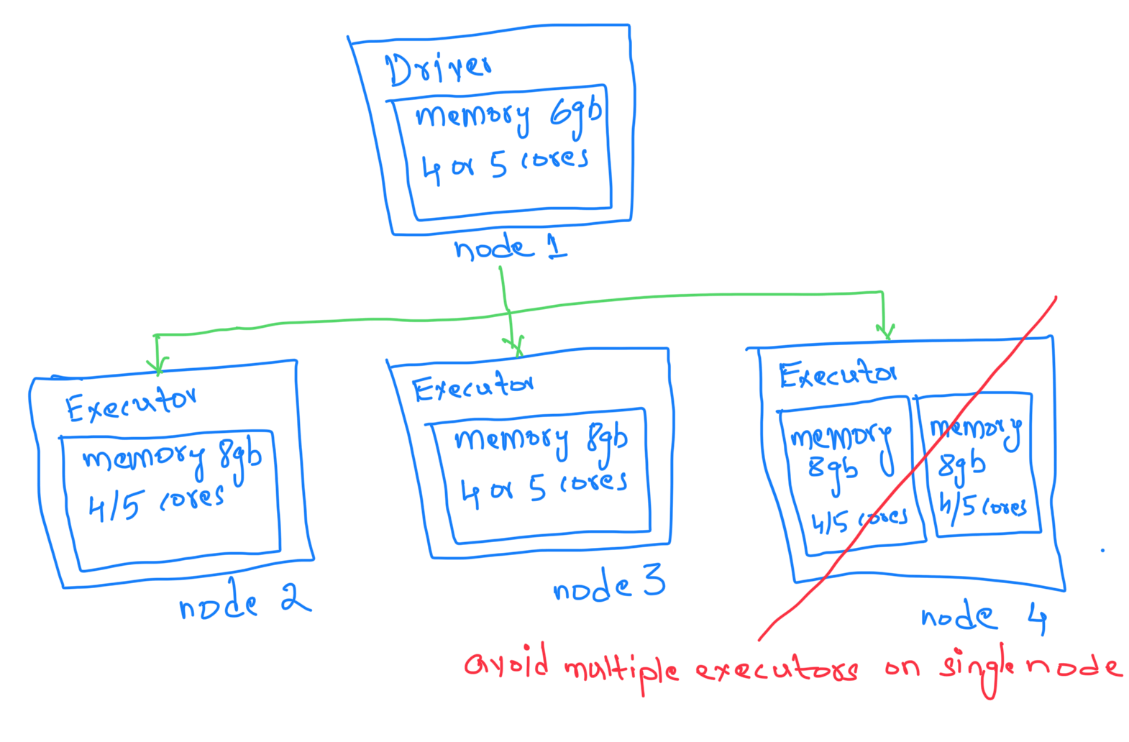 Driver
memory 6gb
4 or 5 cores
node 1
Executor
memory 8gb
4/5 cores
node 2
Executor
memory 8gb
4 or 5 cores
node 3
Executor
memory
8gb
4/5 cores
memory
8gb
4/5 cores
node 4
avoid multiple executors on single node